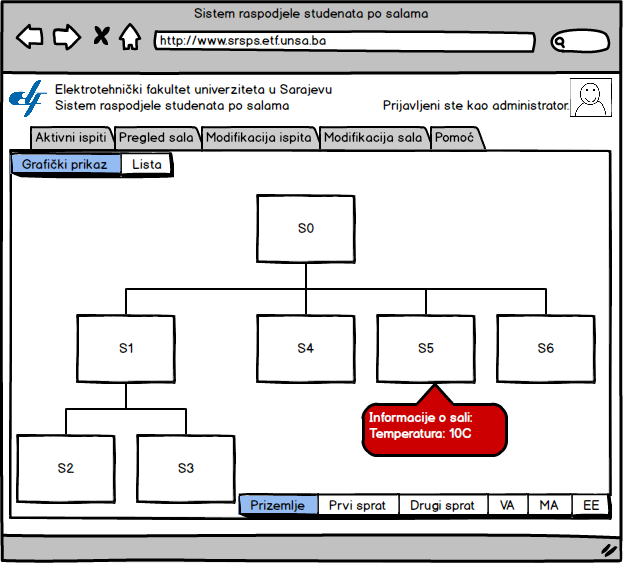 Sistem raspodjele studenata po salama
http://www.srsps.etf.unsa.ba
Elektrotehnički fakultet univerziteta u Sarajevu
Sistem raspodjele studenata po salama
Prijavljeni ste kao administrator.
Aktivni ispiti
Pregled sala
Modifikacija ispita
Modifikacija sala
Pomoć
Grafički prikaz
Lista
S0
S1
S4
S5
S6
Informacije o sali:
Temperatura: 10C
S2
S3
Prizemlje
Prvi sprat
Drugi sprat
VA
MA
EE